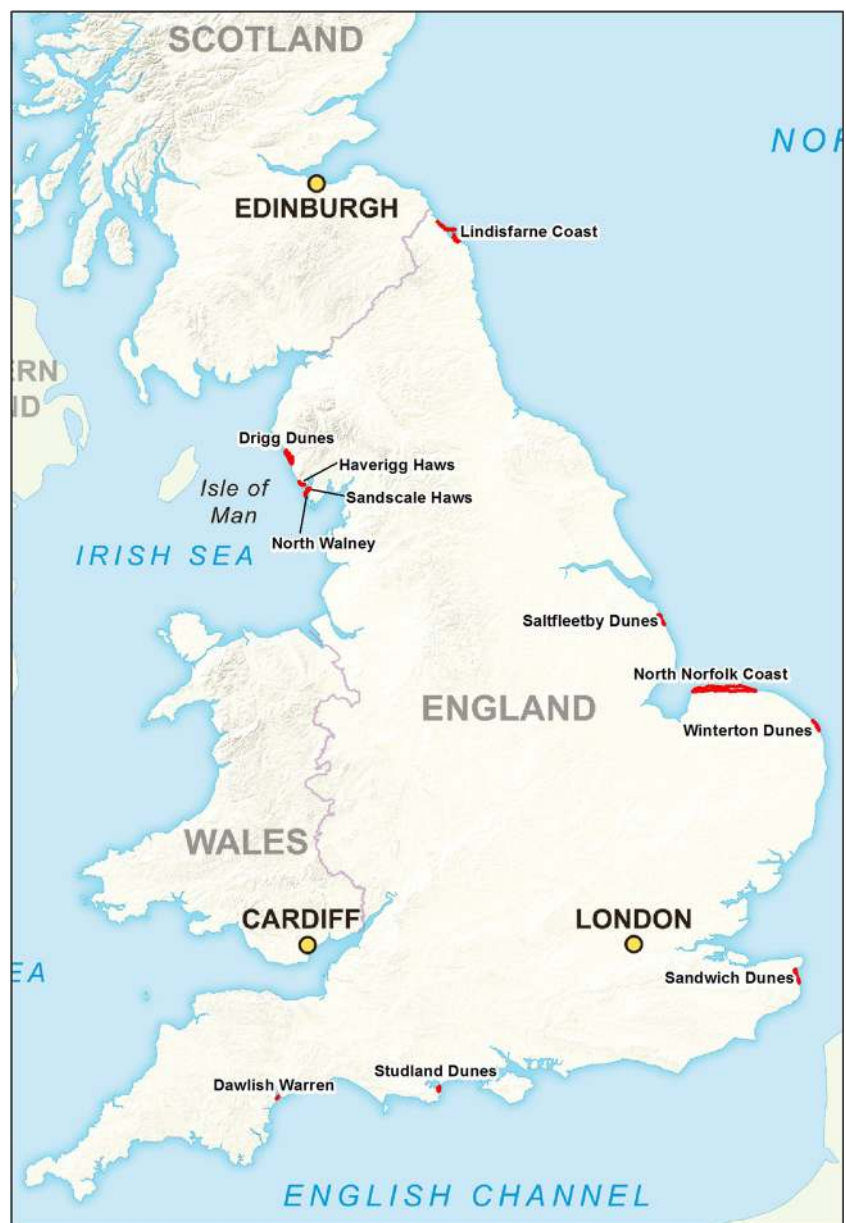 SCOTLAND
EDINBURGH
Lindisfarne Coast
ERN
Drigg Dunes
Haverigg Haws
Isle of
Man
Sandscale Haws
North Walney
IRISH SEA
Saltfleetby Dunes
North Norfolk Coast
ENGLAND
Winterton Dunes
WALES
CARDIFF
LONDON
EA
Sandwich Dunes
Studland Dunes
Dawlish Warren
ENGLISH CHANNEL